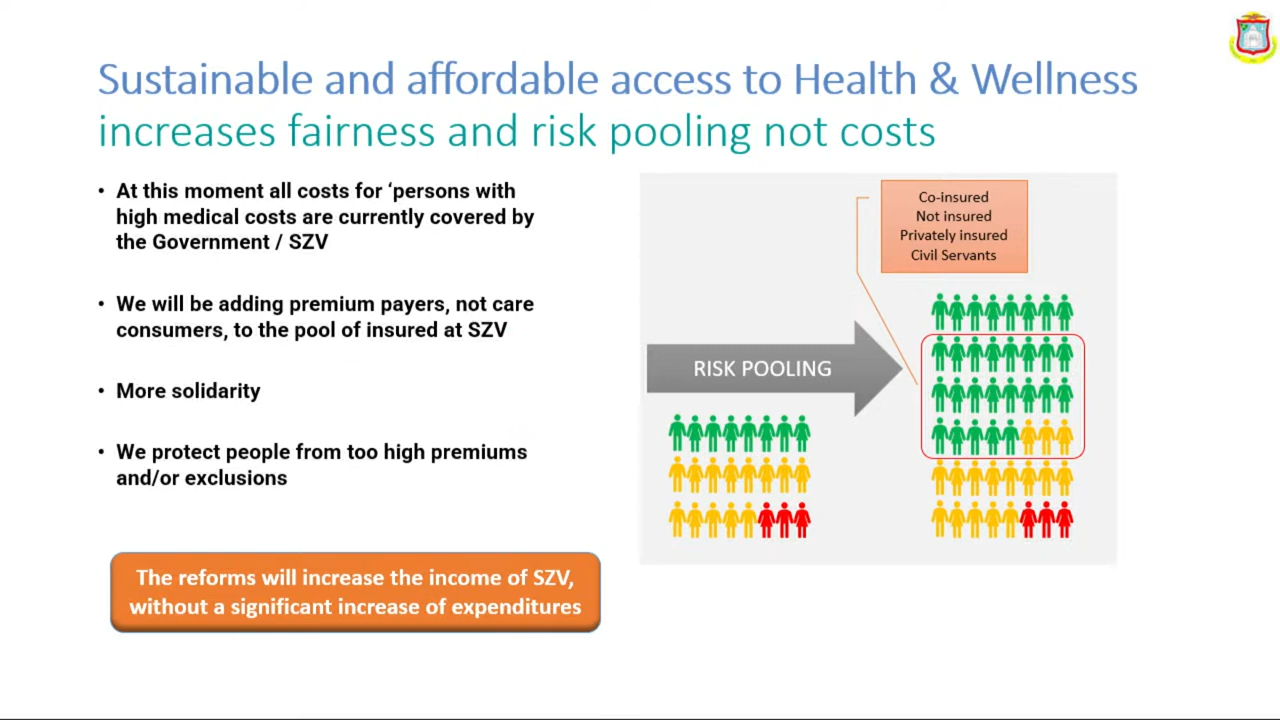 Sustainable and affordable access to Health & Wellness
increases fairness and risk pooling not costs
• At this moment all costs for ‘persons with
high medical costs are currently covered by
the Government / SZV
• We will be adding premium payers, not care
consumers, to the pool of insured at SZV
• More solidarity
• We protect people from too high premiums
and/or exclusions
The reforms will increase the income of SZV,
without a significant increase of expenditures
Co-insured
Not insured
Privately insured
Civil Servants
RISK POOLING